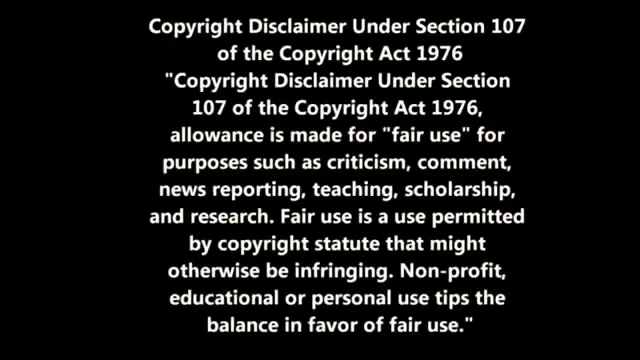 Copyright Disclaimer Under Section 107
of the Copyright Act 1976
"Copyright Disclaimer Under Section
107 of the Copyright Act 1976,
allowance is made for "fair use" for
purposes such as criticism, comment,
news reporting, teaching, scholarship,
and research. Fair use is a use permitted
by copyright statute that might
otherwise be infringing. Non-profit,
educational or personal use tips the
balance in favor of fair use."